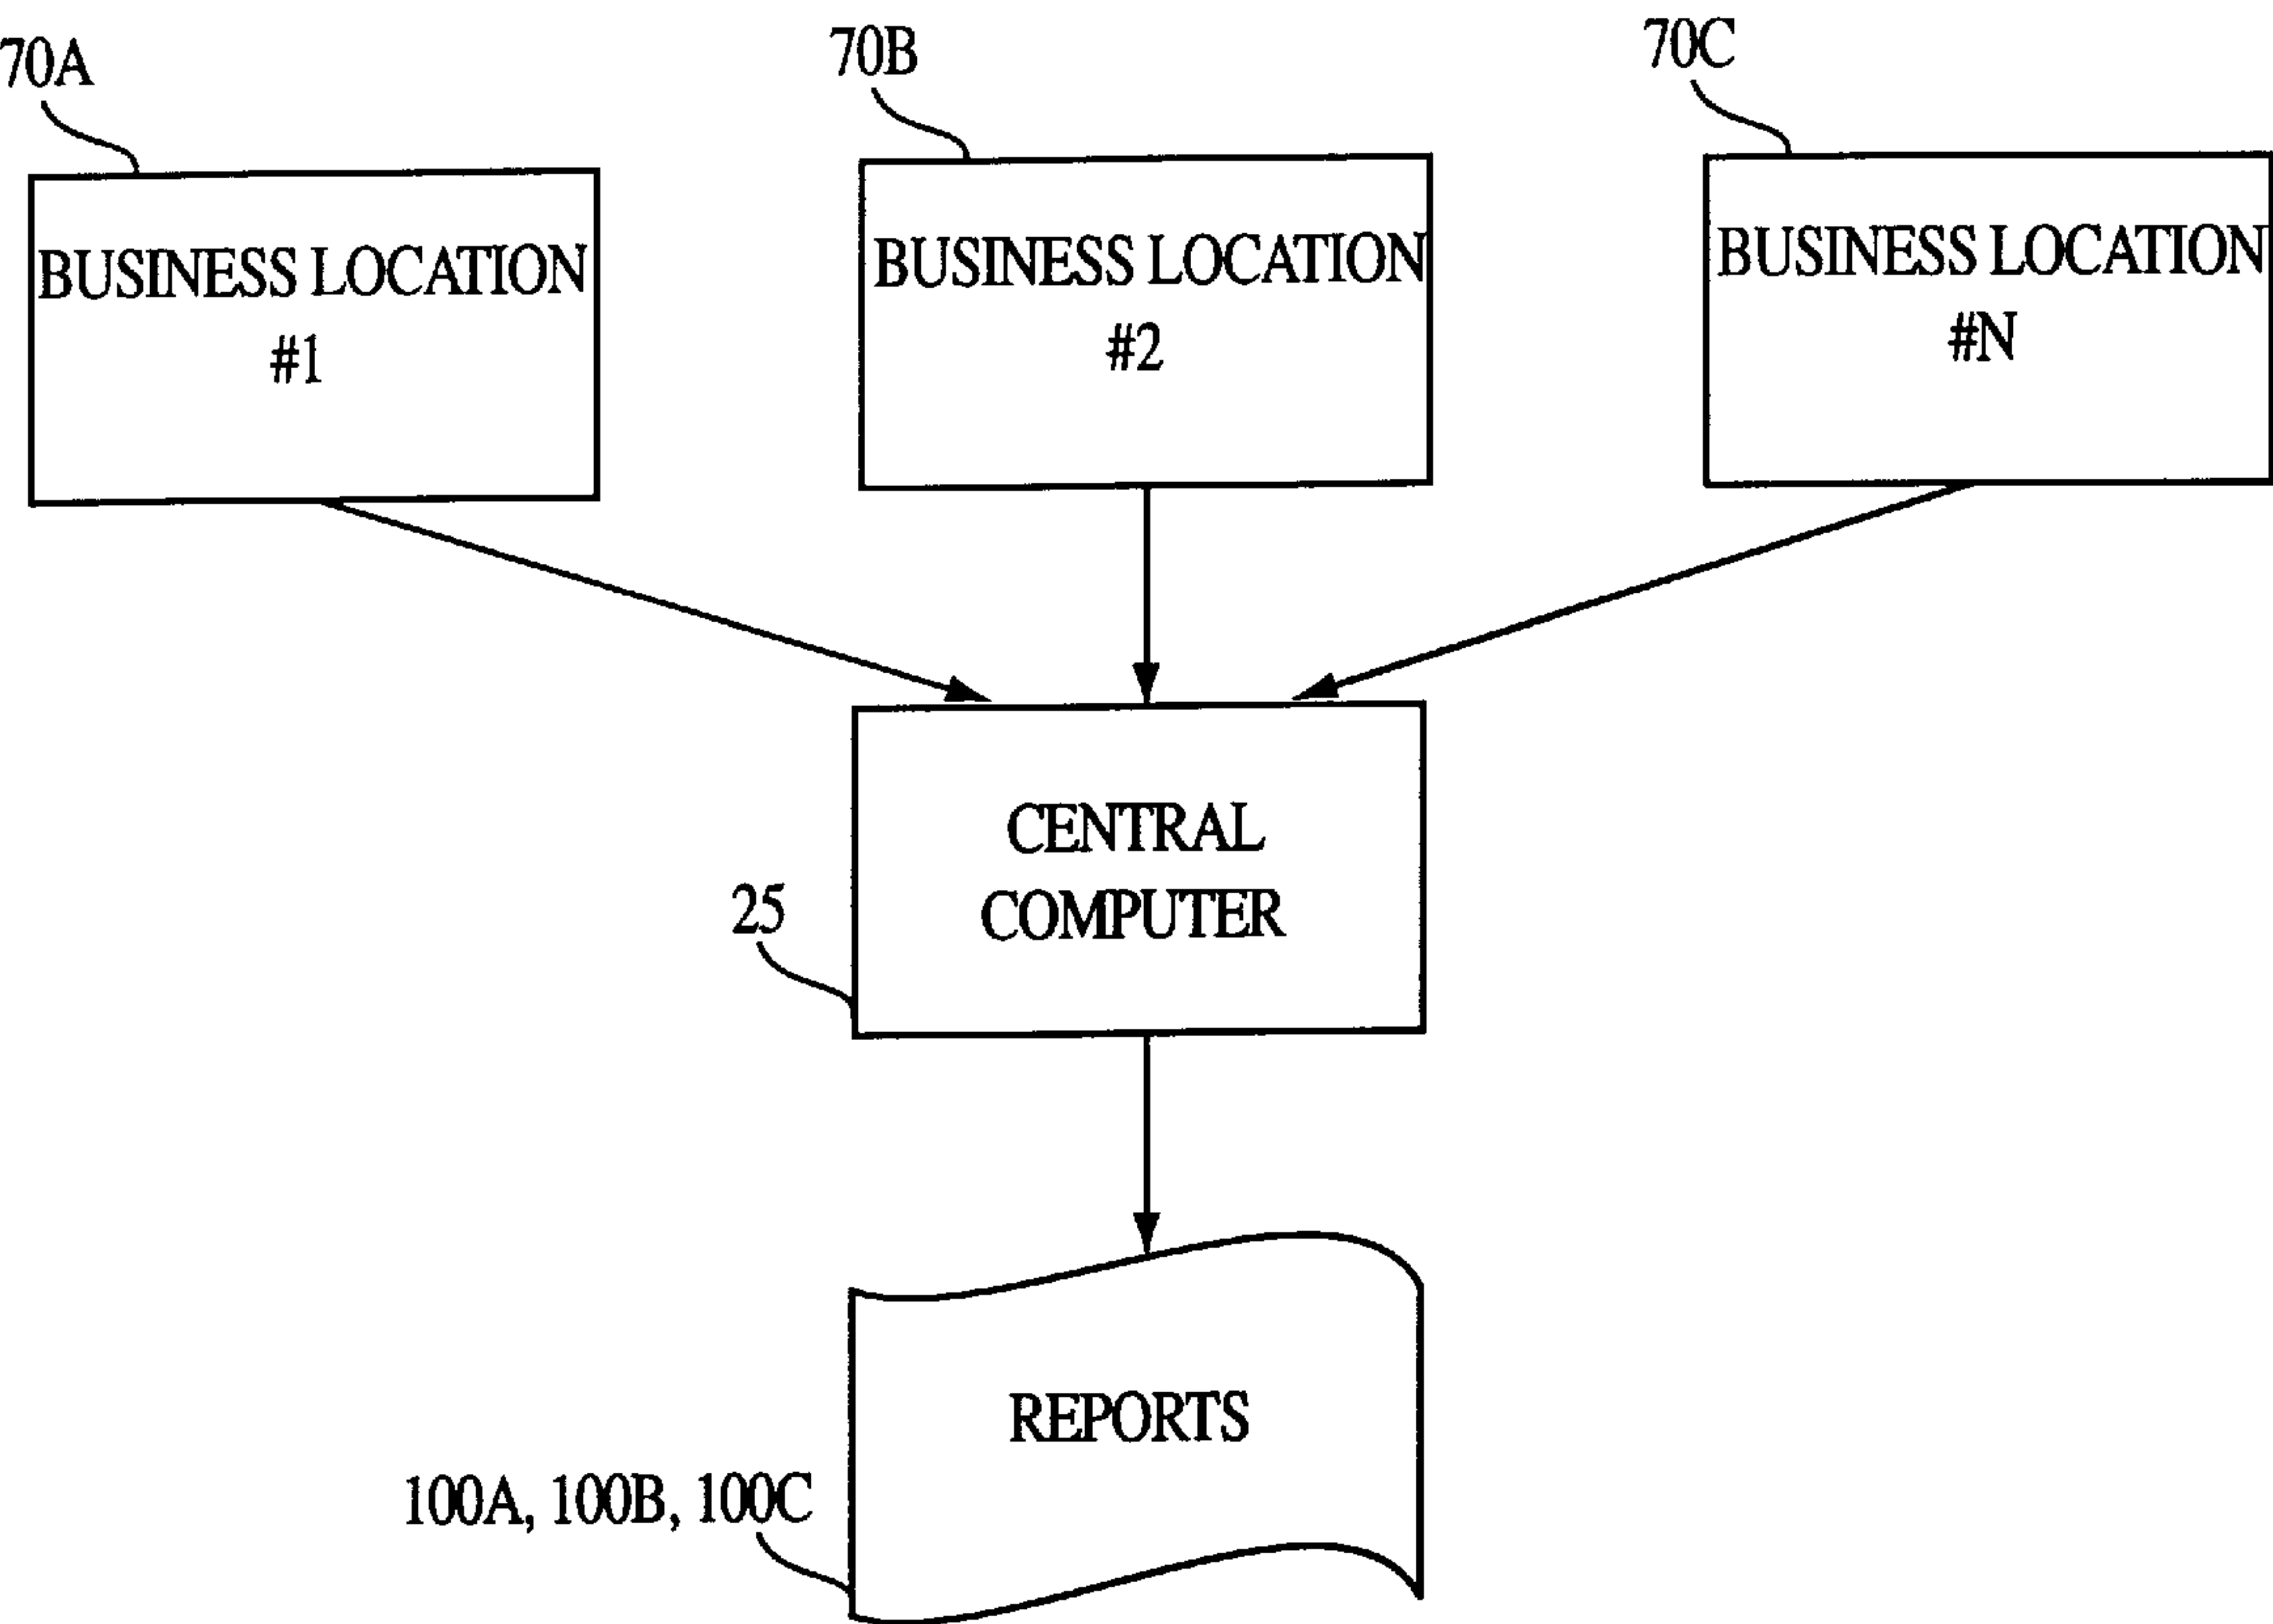 70A
70B
70C
BUSINESS LOCATION
#1
BUSINESS LOCATION
#2
BUSINESS LOCATION
#N
CENTRAL
COMPUTER
25
REPORTS
100A, 100B, 100C